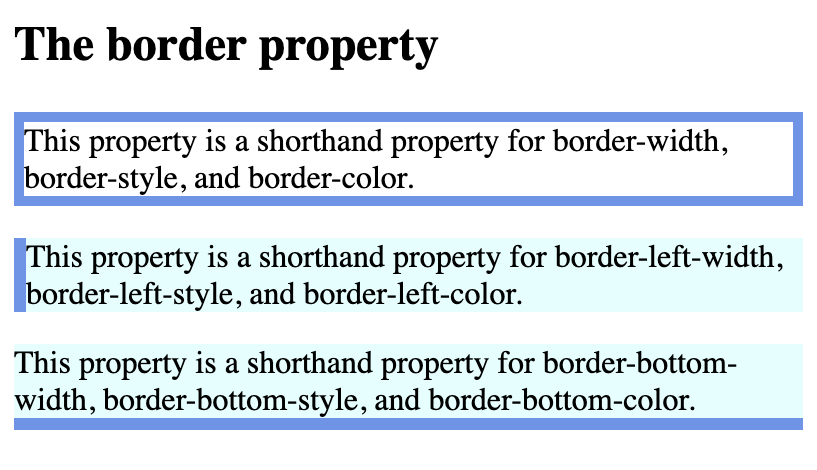 The border property
This property is a shorthand property for border-width,
border-style, and border-color.
This property is a shorthand property for border-left-width,
border-left-style, and border-left-color.
This property is a shorthand property for border-bottom-
width, border-bottom-style, and border-bottom-color.